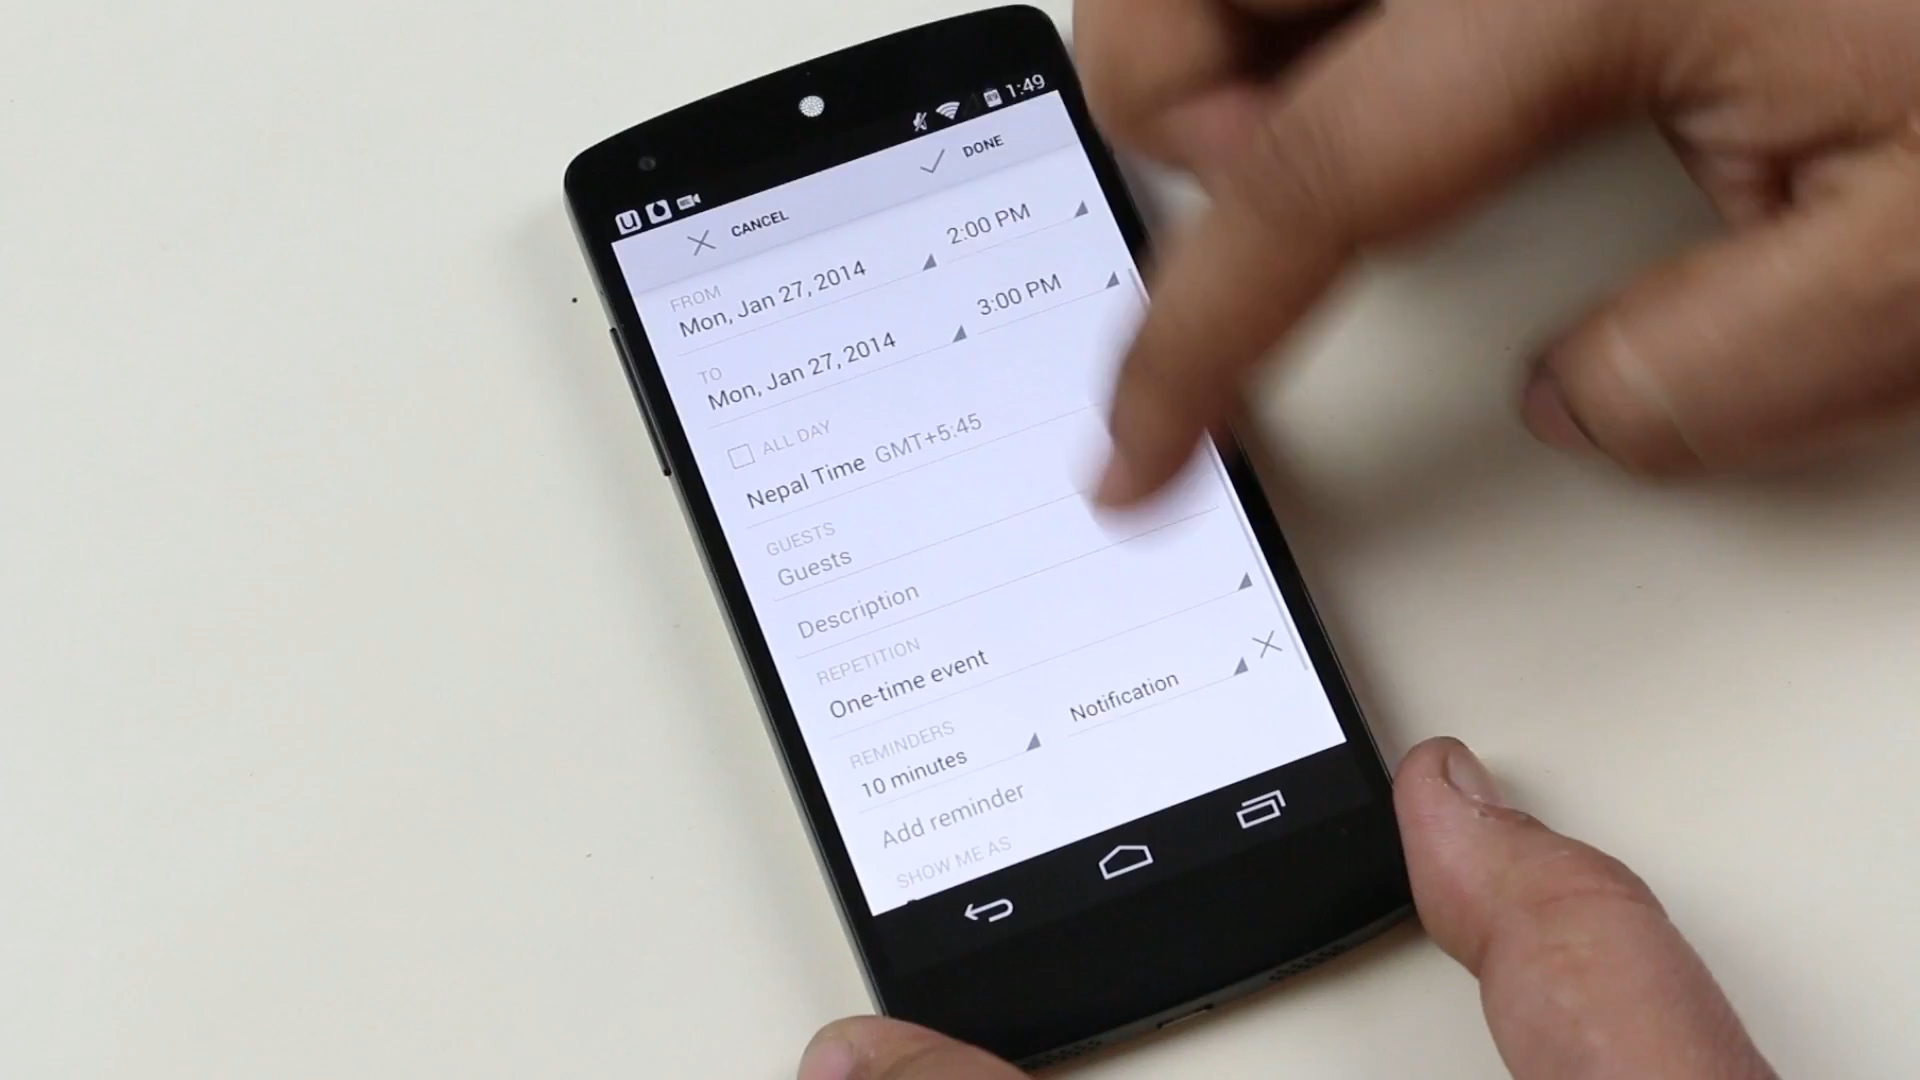 1:49
CANCEL
DONE
FROM
Mon, Jan 27, 2014
2:00 PM
TO
Mon, Jan 27, 2014
3:00 PM
ALL DAY
Nepal Time GMT+5:45
GUESTS
Guests
Description
REPETITION
One-time event
REMINDERS
10 minutes
Notification
Add reminder
SHOW ME AS